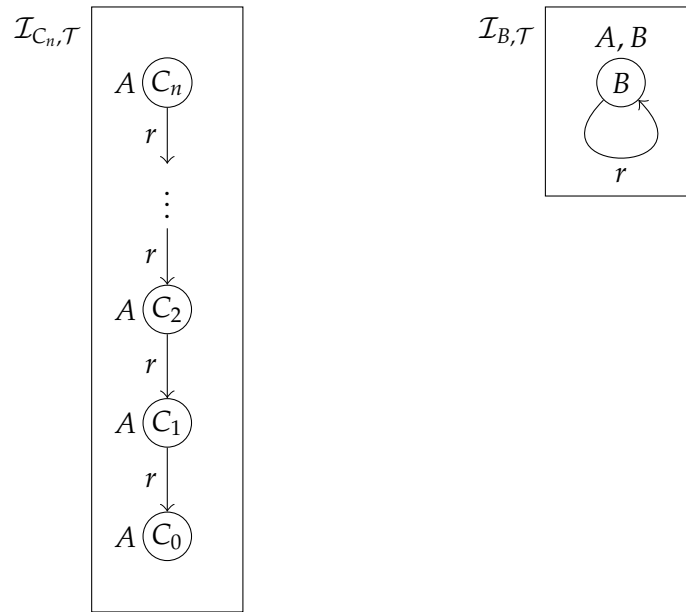 𝓘_{C_n,𝓣}
A C_n
r
⋮
r
A C_2
r
A C_1
r
A C_0
𝓘_{B,𝓣}
A, B
B
r